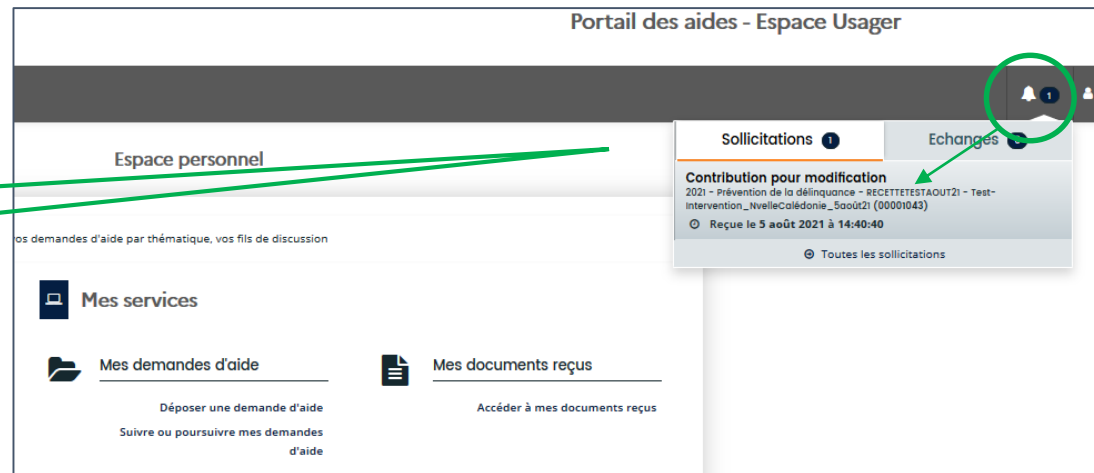 Portail des aides - Espace Usager
1
Sollicitations 1
Echanges
Espace personnel
Contribution pour modification
2021 - Prévention de la délinquance - RECETTETESTAOUT21 - Test-
Intervention_NvelleCalédonie_5août21 (00001043)
Reçue le 5 août 2021 à 14:40:40
Toutes les sollicitations
vos demandes d'aide par thématique, vos fils de discussion
Mes services
Mes demandes d'aide
Mes documents reçus
Déposer une demande d'aide
Accéder à mes documents reçus
Suivre ou poursuivre mes demandes
d'aide